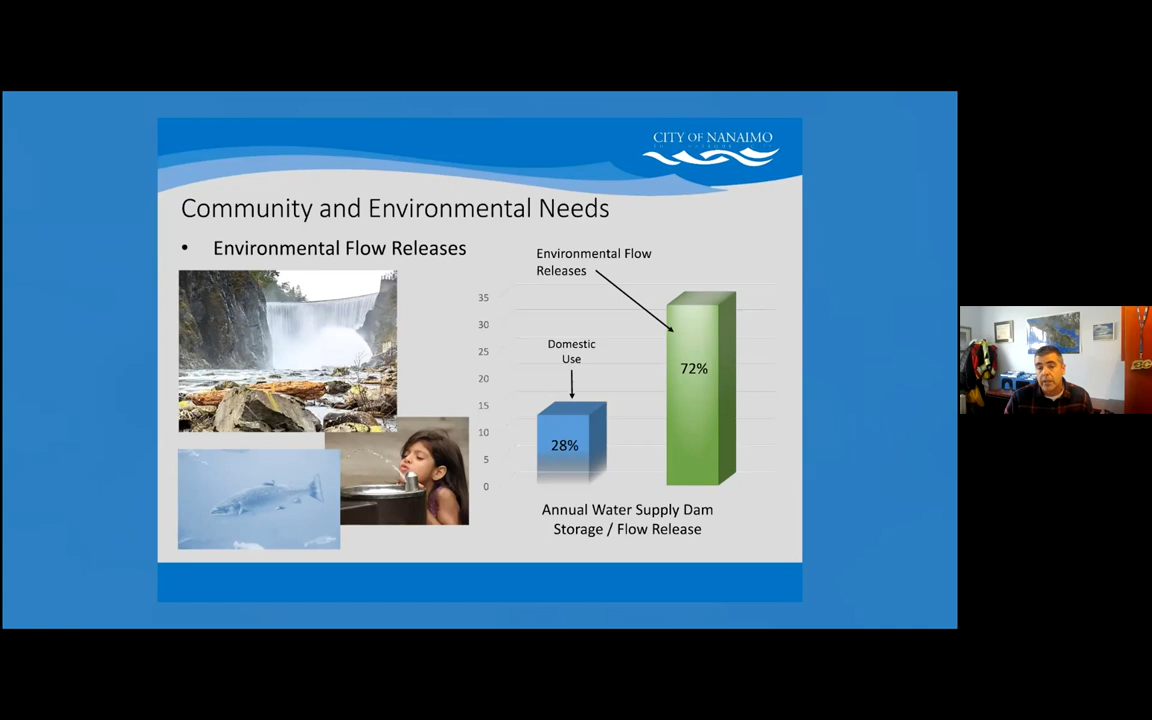 CITY OF NANAIMO
Community and Environmental Needs
• Environmental Flow Releases
Environmental Flow
Releases
35
30
25
20
15
10
5
0
Domestic
Use
28%
72%
Annual Water Supply Dam
Storage / Flow Release